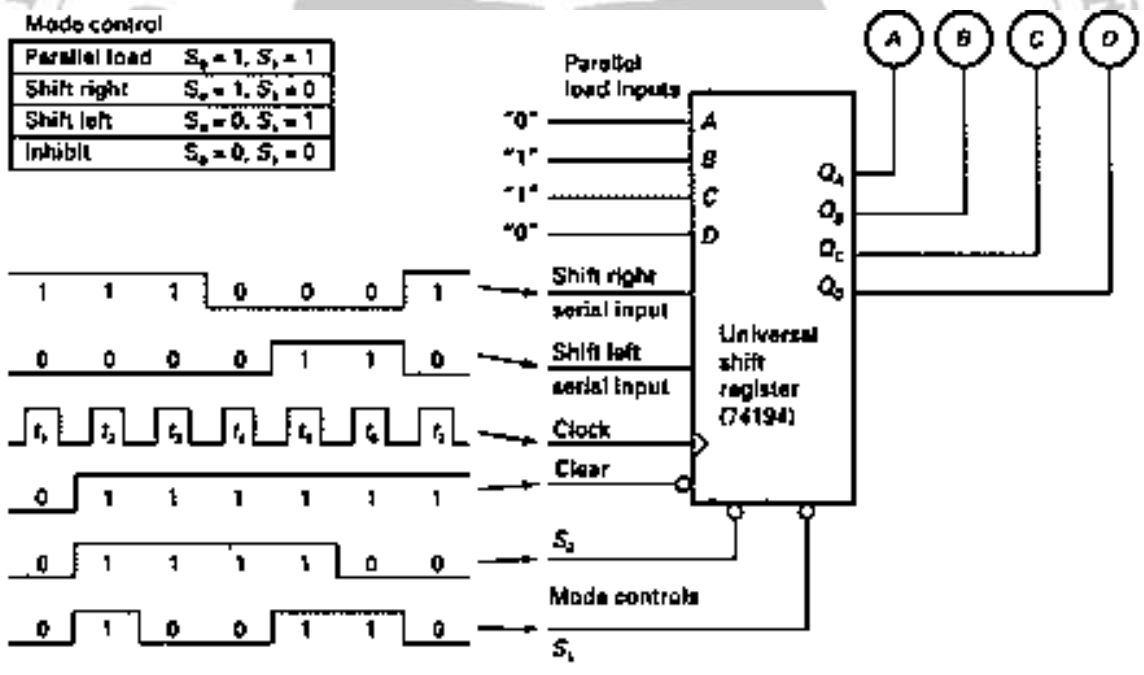 Mode control
Parallel load S₀ = 1, S₁ = 1
Shift right S₀ = 1, S₁ = 0
Shift left S₀ = 0, S₁ = 1
Inhibit S₀ = 0, S₁ = 0
A B C D
Parallel
load inputs
"0" A
"1" B
"1" C
"0" D
Q_A
Q_B
Q_C
Q_D
1 1 1 0 0 0 1
Shift right
serial input
0 0 0 0 1 1 0
Shift left
serial input
Universal
shift
register
(74194)
t₁ t₂ t₃ t₄ t₅ t₆ t₇
Clock
0 1 1 1 1 1 1
Clear
0 1 1 1 1 0 0
S₀
Mode controls
0 1 0 0 1 1 0
S₁